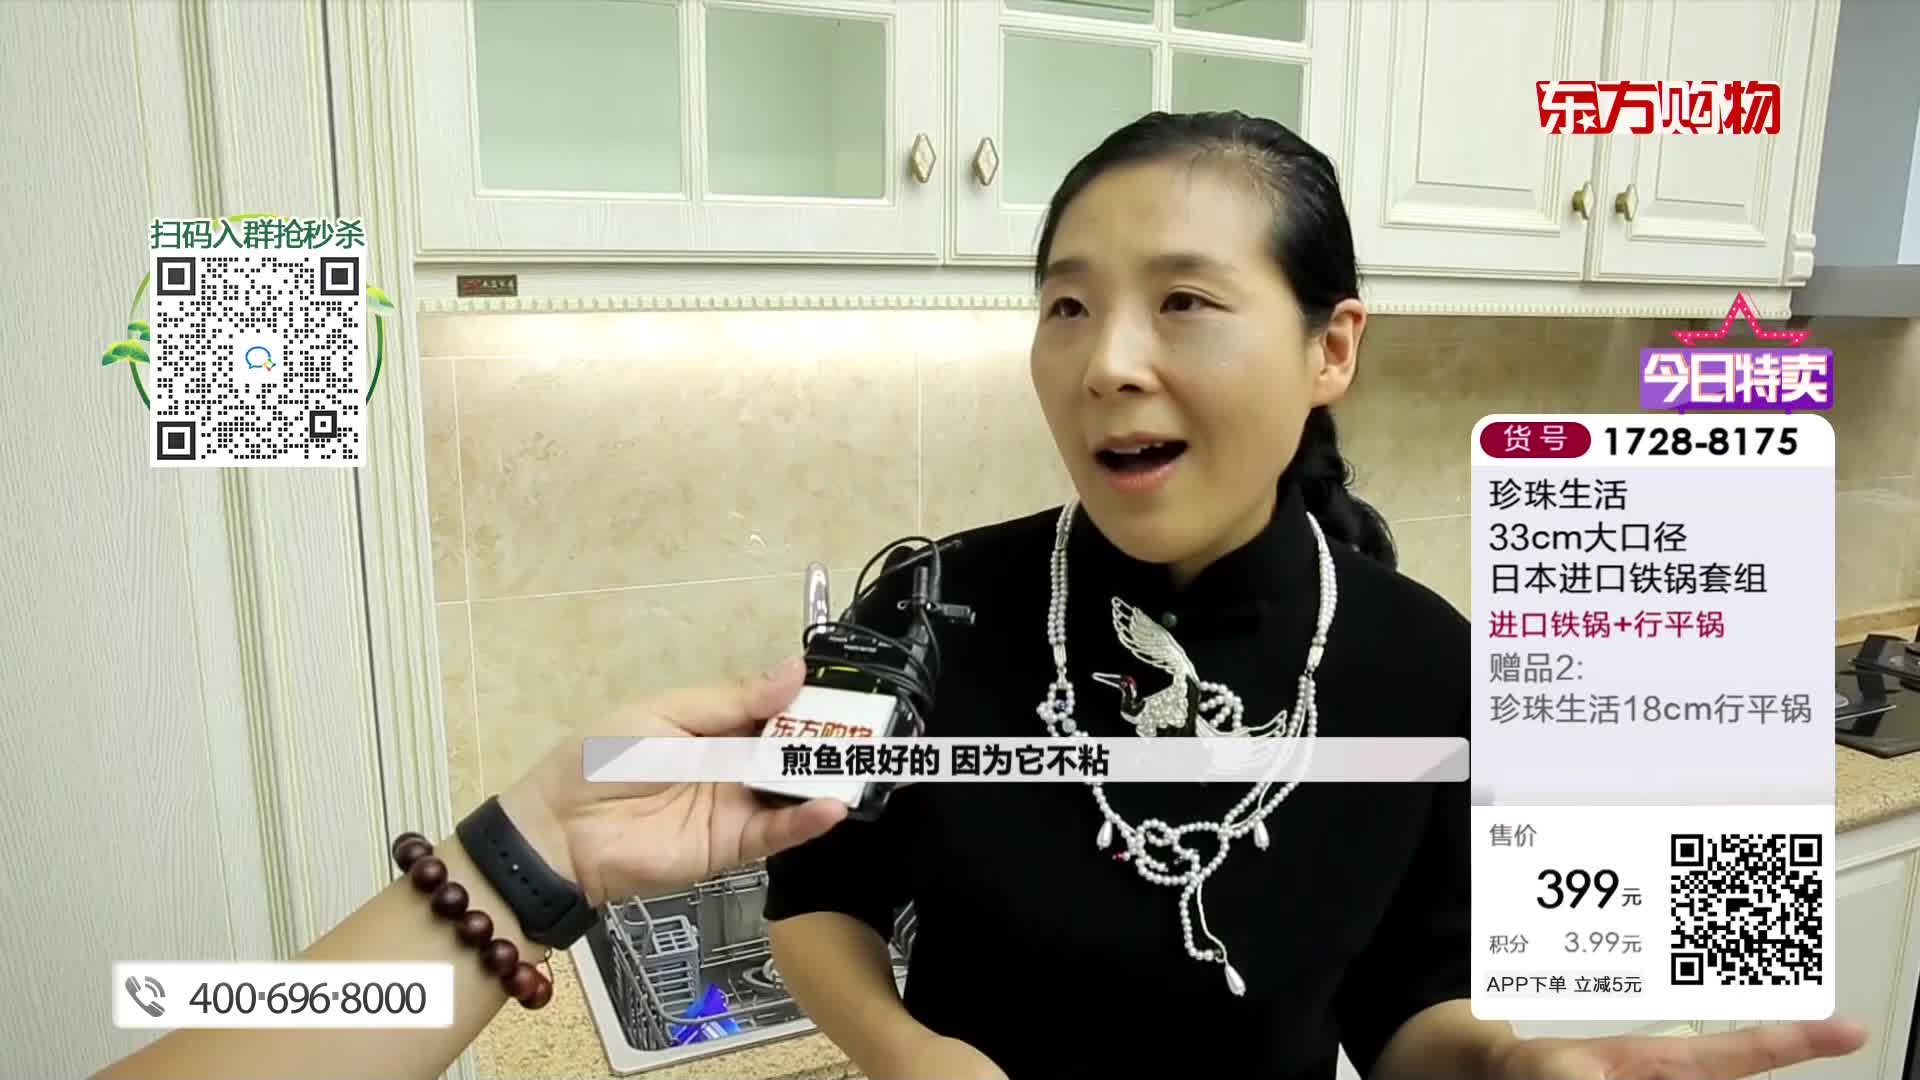 东方购物
扫码入群抢秒杀
今日特卖
货号 1728-8175
珍珠生活
33cm大口径
日本进口铁锅套组
进口铁锅+行平锅
赠品2:
珍珠生活18cm行平锅
东方购物
煎鱼很好的 因为它不粘
售价
399元
积分 3.99元
APP下单 立减5元
400-696-8000